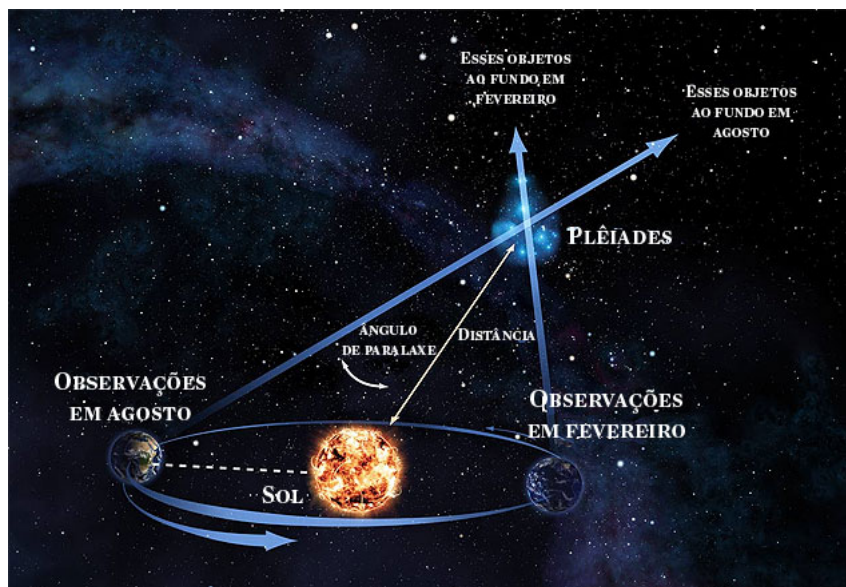 Esses objetos
ao fundo em
fevereiro
Esses objetos
ao fundo em
agosto
Plêiades
ângulo
de paralaxe
Distância
Observações
em agosto
Observações
em fevereiro
Sol